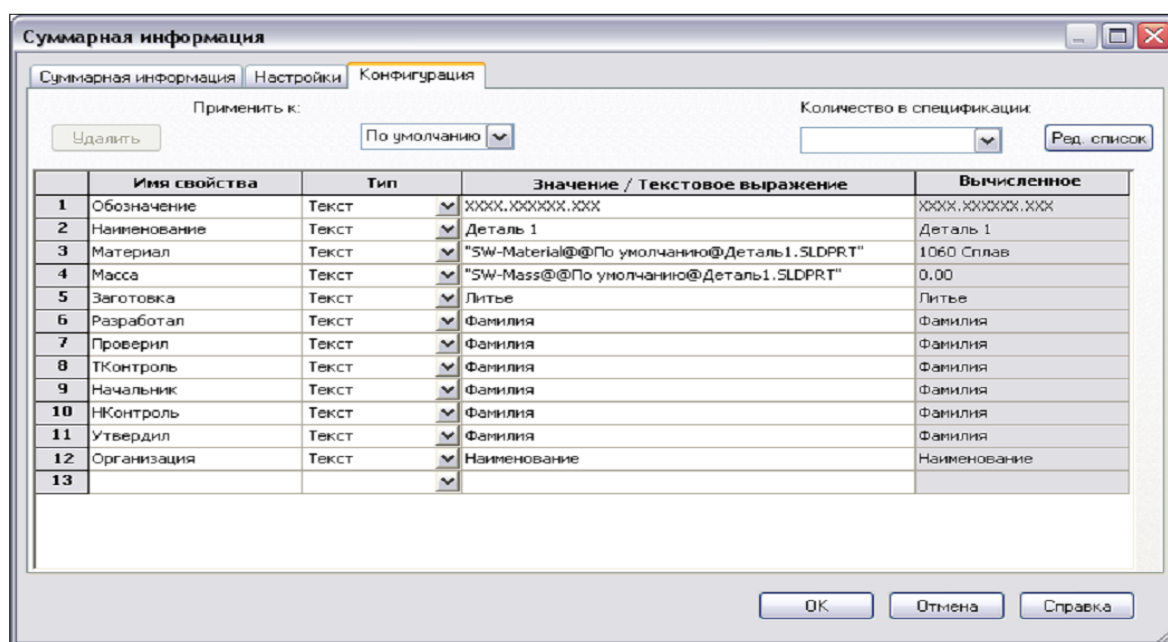 Суммарная информация
Суммарная информация Настройки Конфигурация
Применить к: Количество в спецификации:
Удалить По умолчанию Ред. список
Имя свойства Тип Значение / Текстовое выражение Вычисленное
1 Обозначение Текст XXXX.XXXXXX.XXX XXXX.XXXXXX.XXX
2 Наименование Текст Деталь 1 Деталь 1
3 Материал Текст "SW-Material@@По умолчанию@Деталь1.SLDPRT" 1060 Сплав
4 Масса Текст "SW-Mass@@По умолчанию@Деталь1.SLDPRT" 0.00
5 Заготовка Текст Литье Литье
6 Разработал Текст Фамилия Фамилия
7 Проверил Текст Фамилия Фамилия
8 ТКонтроль Текст Фамилия Фамилия
9 Начальник Текст Фамилия Фамилия
10 НКонтроль Текст Фамилия Фамилия
11 Утвердил Текст Фамилия Фамилия
12 Организация Текст Наименование Наименование
13
OK Отмена Справка